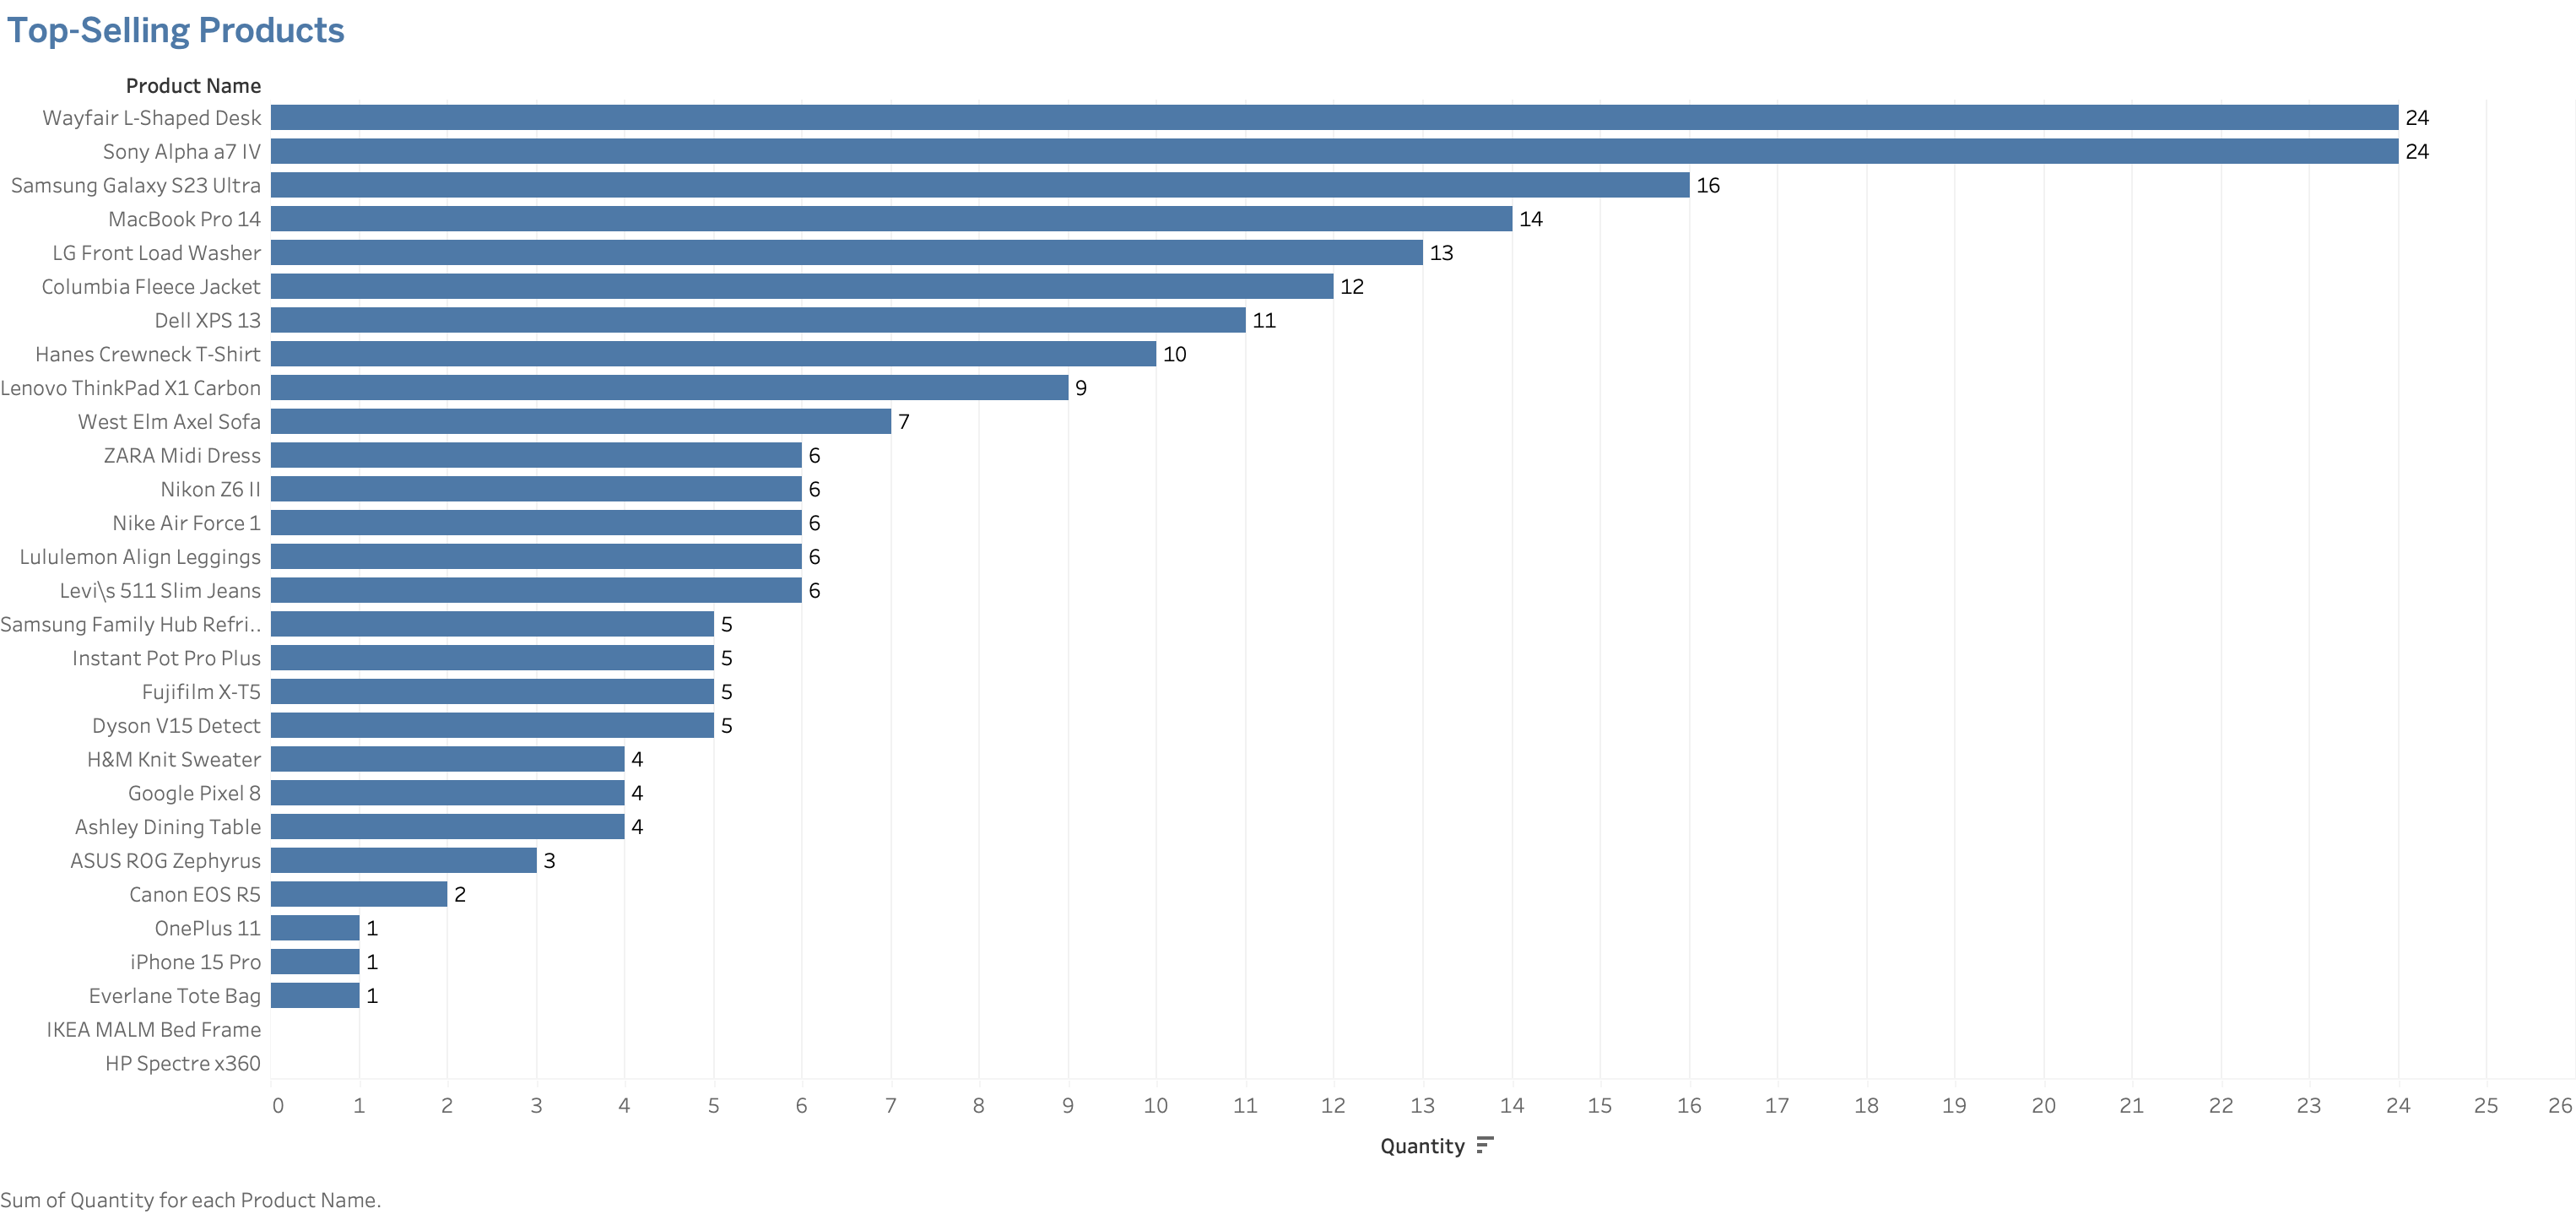 Top-Selling Products
Product Name
Wayfair L-Shaped Desk 24
Sony Alpha a7 IV 24
Samsung Galaxy S23 Ultra 16
MacBook Pro 14 14
LG Front Load Washer 13
Columbia Fleece Jacket 12
Dell XPS 13 11
Hanes Crewneck T-Shirt 10
Lenovo ThinkPad X1 Carbon 9
West Elm Axel Sofa 7
ZARA Midi Dress 6
Nikon Z6 II 6
Nike Air Force 1 6
Lululemon Align Leggings 6
Levi\s 511 Slim Jeans 6
Samsung Family Hub Refri.. 5
Instant Pot Pro Plus 5
Fujifilm X-T5 5
Dyson V15 Detect 5
H&M Knit Sweater 4
Google Pixel 8 4
Ashley Dining Table 4
ASUS ROG Zephyrus 3
Canon EOS R5 2
OnePlus 11 1
iPhone 15 Pro 1
Everlane Tote Bag 1
IKEA MALM Bed Frame
HP Spectre x360
0 1 2 3 4 5 6 7 8 9 10 11 12 13 14 15 16 17 18 19 20 21 22 23 24 25 26
Quantity
Sum of Quantity for each Product Name.